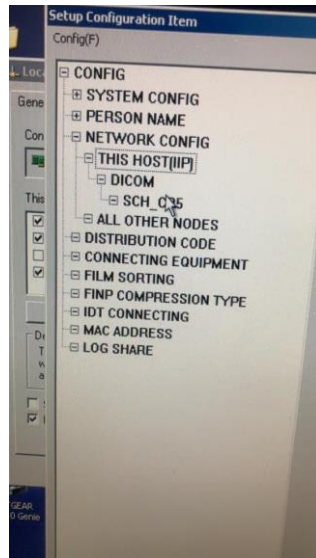 Setup Configuration Item
Config(F)
CONFIG
SYSTEM CONFIG
PERSON NAME
NETWORK CONFIG
THIS HOST(IIP)
DICOM
ALL OTHER NODES
DISTRIBUTION CODE
CONNECTING EQUIPMENT
FILM SORTING
FINP COMPRESSION TYPE
IDT CONNECTING
MAC ADDRESS
LOG SHARE
Loca
Gene
Con
This
GEAR
Genie